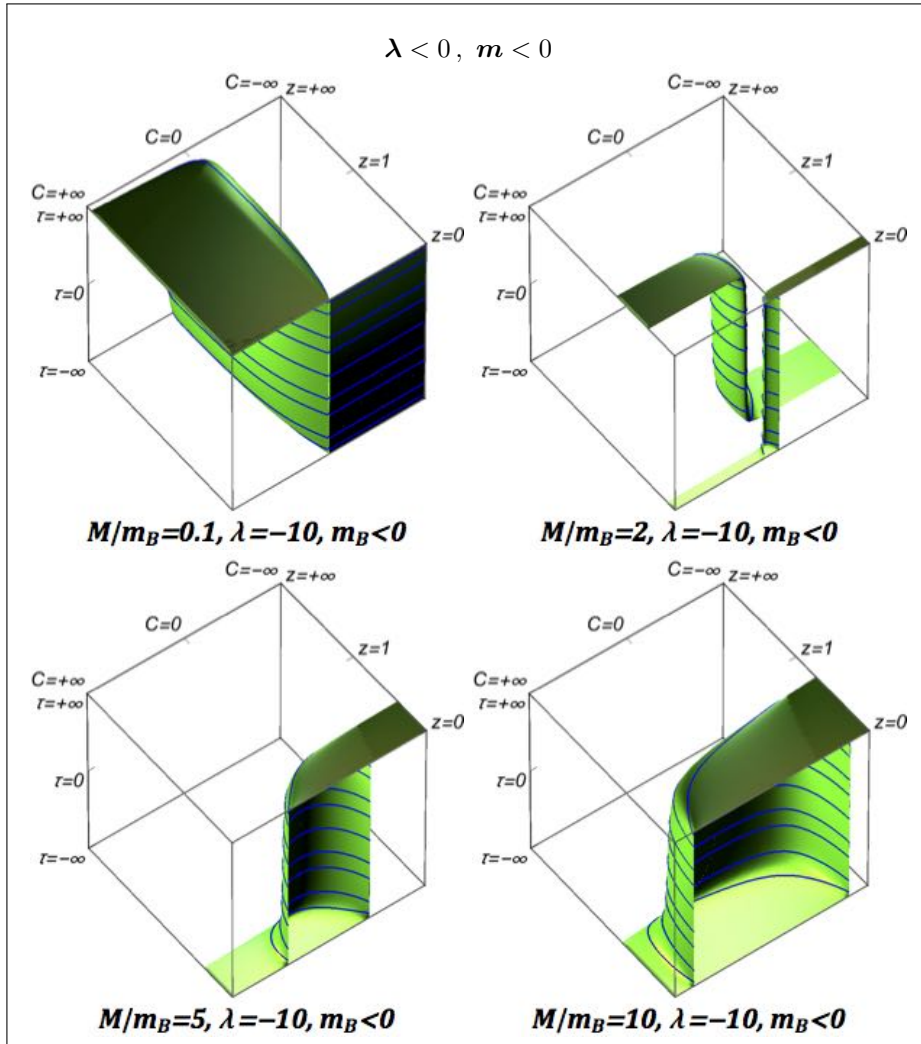 λ < 0 , m < 0
C=−∞ z=+∞
C=0
z=1
C=+∞
τ=+∞
z=0
τ=0
τ=−∞
M/m_B=0.1, λ=−10, m_B<0
C=−∞ z=+∞
C=0
z=1
C=+∞
τ=+∞
z=0
τ=0
τ=−∞
M/m_B=2, λ=−10, m_B<0
C=−∞ z=+∞
C=0
z=1
C=+∞
τ=+∞
z=0
τ=0
τ=−∞
M/m_B=5, λ=−10, m_B<0
C=−∞ z=+∞
C=0
z=1
C=+∞
τ=+∞
z=0
τ=0
τ=−∞
M/m_B=10, λ=−10, m_B<0